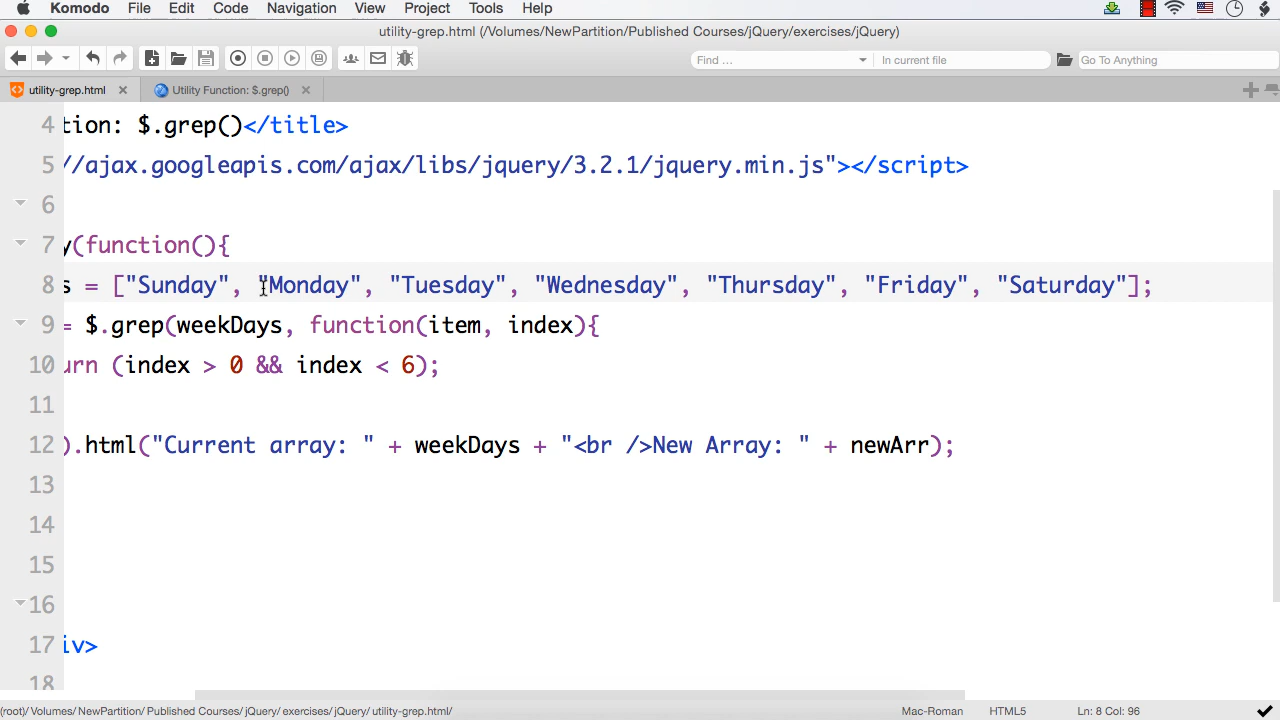 Komodo File Edit Code Navigation View Project Tools Help
utility-grep.html (/Volumes/NewPartition/Published Courses/jQuery/exercises/jQuery)
Find ... In current file Go To Anything
utility-grep.html Utility Function: $.grep()
4 tion: $.grep()</title>
5 //ajax.googleapis.com/ajax/libs/jquery/3.2.1/jquery.min.js"></script>
6
7 y(function(){
8 s = ["Sunday", "Monday", "Tuesday", "Wednesday", "Thursday", "Friday", "Saturday"];
9 = $.grep(weekDays, function(item, index){
10 urn (index > 0 && index < 6);
11
12 ).html("Current array: " + weekDays + "<br />New Array: " + newArr);
13
14
15
16
17 iv>
18
(root)/ Volumes/ NewPartition/ Published Courses/ jQuery/ exercises/ jQuery/ utility-grep.html/ Mac-Roman HTML5 Ln: 8 Col: 96